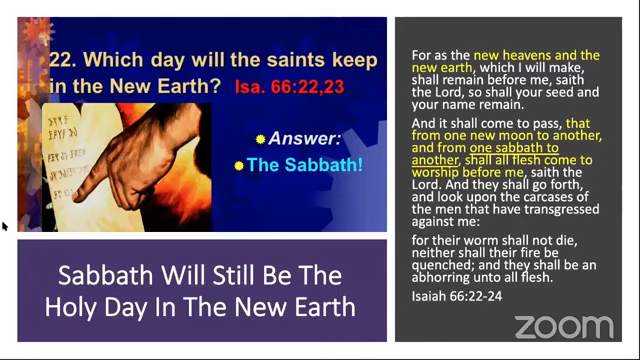 22. Which day will the saints keep
in the New Earth? Isa. 66:22,23
Answer:
The Sabbath!
Sabbath Will Still Be The
Holy Day In The New Earth
For as the new heavens and the
new earth, which I will make,
shall remain before me, saith
the Lord, so shall your seed and
your name remain.
And it shall come to pass, that
from one new moon to another,
and from one sabbath to
another, shall all flesh come to
worship before me, saith the
Lord. And they shall go forth,
and look upon the carcases of
the men that have transgressed
against me:
for their worm shall not die,
neither shall their fire be
quenched; and they shall be an
abhorring unto all flesh.
Isaiah 66:22-24
zoom